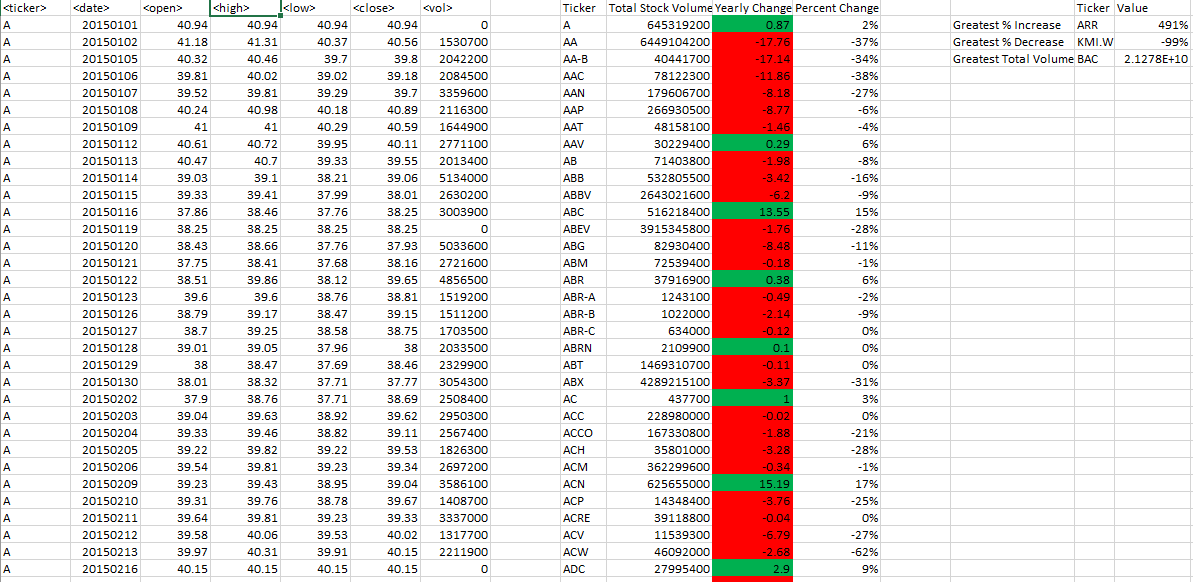 <ticker> <date> <open> <high> <low> <close> <vol> Ticker Total Stock Volume Yearly Change Percent Change Ticker Value
A 20150101 40.94 40.94 40.94 40.94 0 A 645319200 0.87 2% Greatest % Increase ARR 491%
A 20150102 41.18 41.31 40.37 40.56 1530700 AA 6449104200 -17.76 -37% Greatest % Decrease KMI.W -99%
A 20150105 40.32 40.46 39.7 39.8 2042200 AA-B 40441700 -17.14 -34% Greatest Total Volume BAC 2.1278E+10
A 20150106 39.81 40.02 39.02 39.18 2084500 AAC 78122300 -11.86 -38%
A 20150107 39.52 39.81 39.29 39.7 3359600 AAN 179606700 -8.18 -27%
A 20150108 40.24 40.98 40.18 40.89 2116300 AAP 266930500 -8.77 -6%
A 20150109 41 41 40.29 40.59 1644900 AAT 48158100 -1.46 -4%
A 20150112 40.61 40.72 39.95 40.11 2771100 AAV 30229400 0.29 6%
A 20150113 40.47 40.7 39.33 39.55 2013400 AB 71403800 -1.98 -8%
A 20150114 39.03 39.1 38.21 39.06 5134000 ABB 532805500 -3.42 -16%
A 20150115 39.33 39.41 37.99 38.01 2630200 ABBV 2643021600 -6.2 -9%
A 20150116 37.86 38.46 37.76 38.25 3003900 ABC 516218400 13.55 15%
A 20150119 38.25 38.25 38.25 38.25 0 ABEV 3915345800 -1.76 -28%
A 20150120 38.43 38.66 37.76 37.93 5033600 ABG 82930400 -8.48 -11%
A 20150121 37.75 38.41 37.68 38.16 2721600 ABM 72539400 -0.18 -1%
A 20150122 38.51 39.86 38.12 39.65 4856500 ABR 37916900 0.38 6%
A 20150123 39.6 39.6 38.76 38.81 1519200 ABR-A 1243100 -0.49 -2%
A 20150126 38.79 39.17 38.47 39.15 1511200 ABR-B 1022000 -2.14 -9%
A 20150127 38.7 39.25 38.58 38.75 1703500 ABR-C 634000 -0.12 0%
A 20150128 39.01 39.05 37.96 38 2033500 ABRN 2109900 0.1 0%
A 20150129 38 38.47 37.69 38.46 2329900 ABT 1469310700 -0.11 0%
A 20150130 38.01 38.32 37.71 37.77 3054300 ABX 4289215100 -3.37 -31%
A 20150202 37.9 38.76 37.71 38.69 2508400 AC 437700 1 3%
A 20150203 39.04 39.63 38.92 39.62 2950300 ACC 228980000 -0.02 0%
A 20150204 39.33 39.46 38.82 39.11 2567400 ACCO 167330800 -1.88 -21%
A 20150205 39.22 39.82 39.22 39.53 1826300 ACH 35801000 -3.28 -28%
A 20150206 39.54 39.81 39.23 39.34 2697200 ACM 362299600 -0.34 -1%
A 20150209 39.23 39.43 38.95 39.04 3586100 ACN 625655000 15.19 17%
A 20150210 39.31 39.76 38.78 39.67 1408700 ACP 14348400 -3.76 -25%
A 20150211 39.64 39.81 39.23 39.33 3337000 ACRE 39118800 -0.04 0%
A 20150212 39.58 40.06 39.53 40.02 1317700 ACV 11539300 -6.79 -27%
A 20150213 39.97 40.31 39.91 40.15 2211900 ACW 46092000 -2.68 -62%
A 20150216 40.15 40.15 40.15 40.15 0 ADC 27995400 2.9 9%